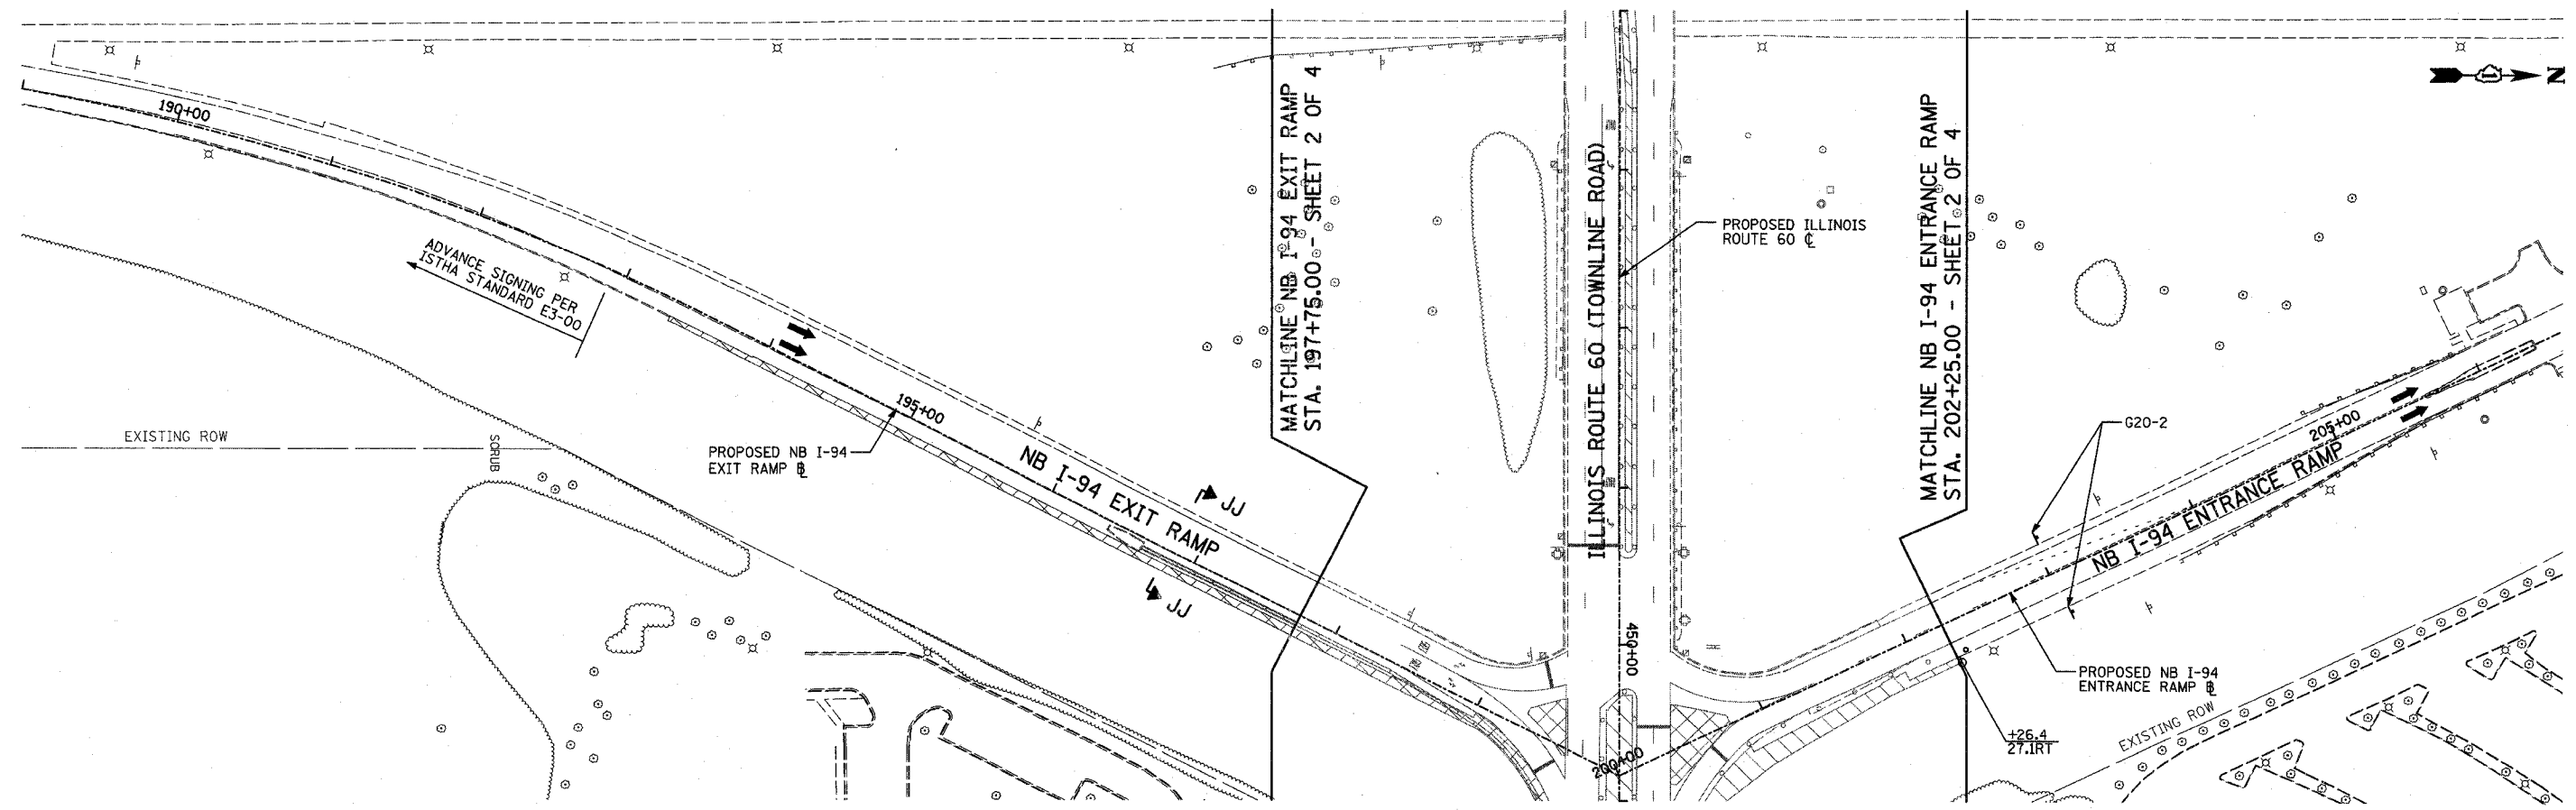 190+00
ADVANCE SIGNING PER
ISTHA STANDARD E3-00
EXISTING ROW
SCRUB
PROPOSED NB I-94
EXIT RAMP ℄
195+00
NB I-94 EXIT RAMP
JJ
JJ
MATCHLINE NB I-94 EXIT RAMP
STA. 197+75.00 - SHEET 2 OF 4
ILLINOIS ROUTE 60 (TOWNLINE ROAD)
PROPOSED ILLINOIS
ROUTE 60 ℄
450+00
200+00
MATCHLINE NB I-94 ENTRANCE RAMP
STA. 202+25.00 - SHEET 2 OF 4
N
G20-2
205+00
NB I-94 ENTRANCE RAMP
PROPOSED NB I-94
ENTRANCE RAMP ℄
+26.4
27.1RT
EXISTING ROW